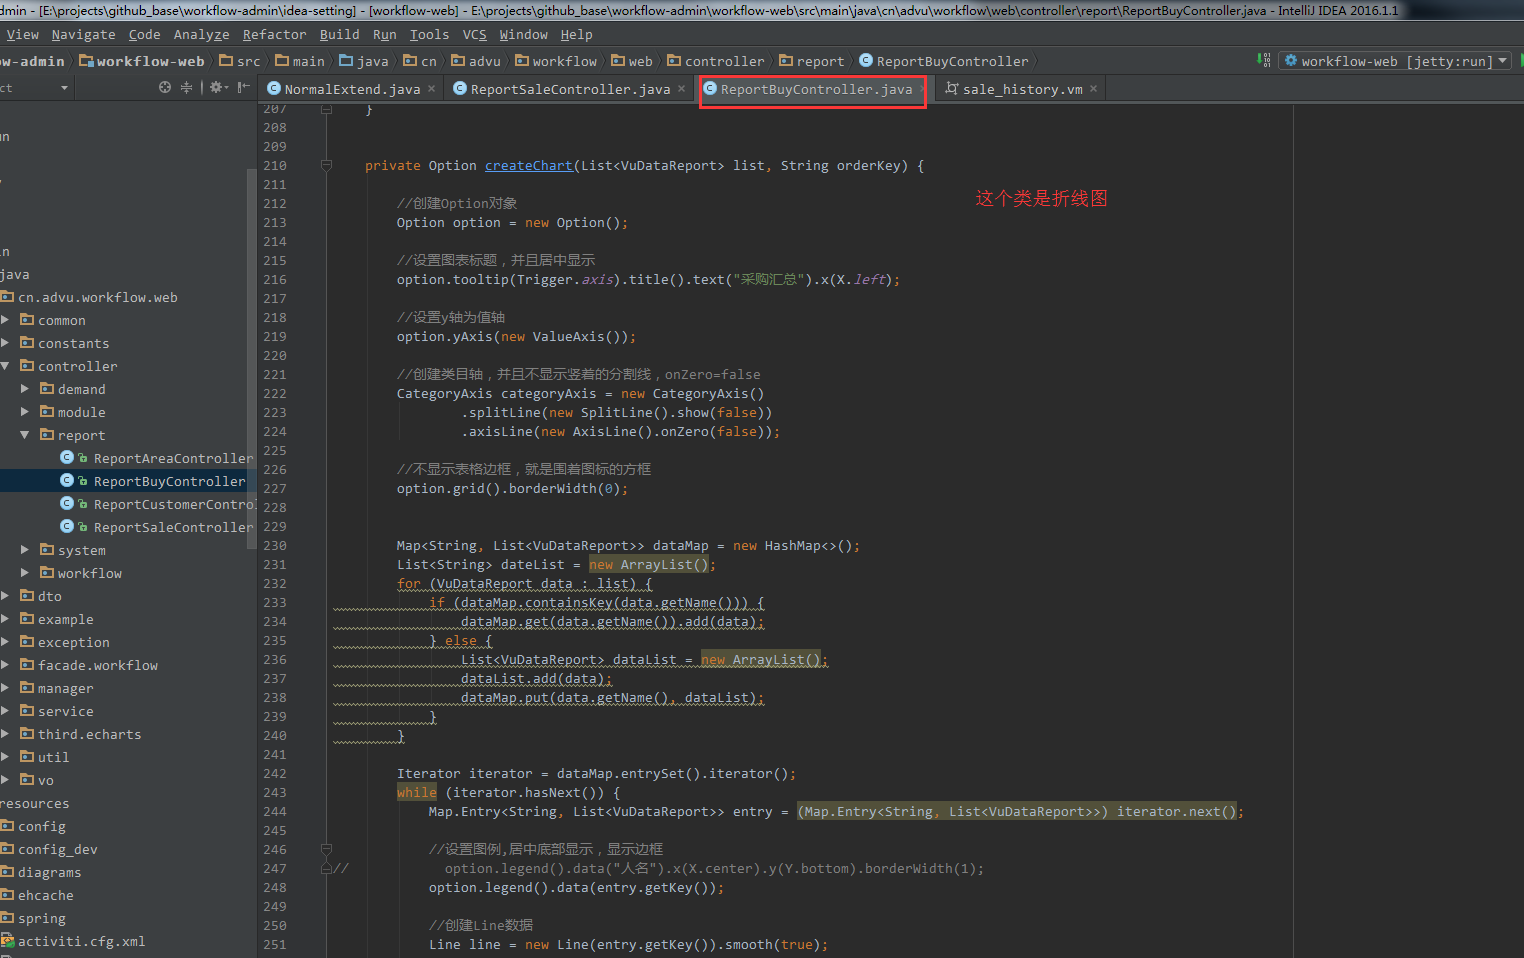 dmin - [E:\projects\github_base\workflow-admin\idea-setting] - [workflow-web] - E:\projects\github_base\workflow-admin\workflow-web\src\main\java\cn\advu\workflow\web\controller\report\ReportBuyController.java - IntelliJ IDEA 2016.1.1
View Navigate Code Analyze Refactor Build Run Tools VCS Window Help
w-admin workflow-web src main java cn advu workflow web controller report ReportBuyController workflow-web [jetty:run]
ct NormalExtend.java ReportSaleController.java ReportBuyController.java sale_history.vm
207 }
208
209
210 private Option createChart(List<VuDataReport> list, String orderKey) {
211
这个类是折线图
212 //创建Option对象
213 Option option = new Option();
214
215 //设置图表标题，并且居中显示
216 option.tooltip(Trigger.axis).title().text("采购汇总").x(X.left);
217
218 //设置y轴为值轴
219 option.yAxis(new ValueAxis());
220
221 //创建类目轴，并且不显示竖着的分割线，onZero=false
222 CategoryAxis categoryAxis = new CategoryAxis()
223 .splitLine(new SplitLine().show(false))
224 .axisLine(new AxisLine().onZero(false));
225
226 //不显示表格边框，就是围着图标的方框
227 option.grid().borderWidth(0);
228
229
230 Map<String, List<VuDataReport>> dataMap = new HashMap<>();
231 List<String> dateList = new ArrayList();
232 for (VuDataReport data : list) {
233 if (dataMap.containsKey(data.getName())) {
234 dataMap.get(data.getName()).add(data);
235 } else {
236 List<VuDataReport> dataList = new ArrayList();
237 dataList.add(data);
238 dataMap.put(data.getName(), dataList);
239 }
240 }
241
242 Iterator iterator = dataMap.entrySet().iterator();
243 while (iterator.hasNext()) {
244 Map.Entry<String, List<VuDataReport>> entry = (Map.Entry<String, List<VuDataReport>>) iterator.next();
245
246 //设置图例,居中底部显示，显示边框
247 // option.legend().data("人名").x(X.center).y(Y.bottom).borderWidth(1);
248 option.legend().data(entry.getKey());
249
250 //创建Line数据
251 Line line = new Line(entry.getKey()).smooth(true);
n
n
java
cn.advu.workflow.web
common
constants
controller
demand
module
report
ReportAreaController
ReportBuyController
ReportCustomerContro
ReportSaleController
system
workflow
dto
example
exception
facade.workflow
manager
service
third.echarts
util
vo
resources
config
config_dev
diagrams
ehcache
spring
activiti.cfg.xml